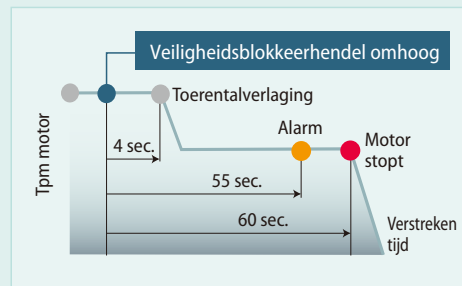 Veiligheidsblokkeerhendel omhoog
Toerentalverlaging
Alarm
Motor
stopt
4 sec.
55 sec.
60 sec.
Tpm motor
Verstreken
tijd